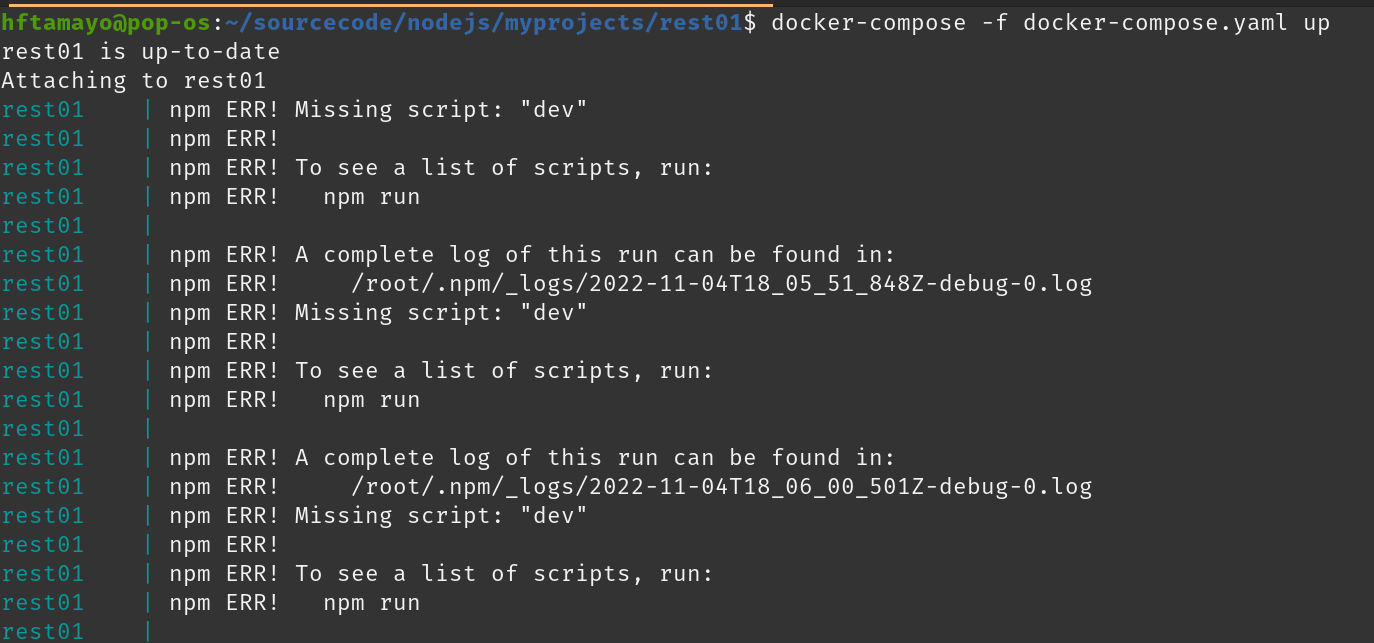 hftamayo@pop-os:~/sourcecode/nodejs/myprojects/rest01$ docker-compose -f docker-compose.yaml up
rest01 is up-to-date
Attaching to rest01
rest01    | npm ERR! Missing script: "dev"
rest01    | npm ERR!
rest01    | npm ERR! To see a list of scripts, run:
rest01    | npm ERR!   npm run
rest01    |
rest01    | npm ERR! A complete log of this run can be found in:
rest01    | npm ERR!     /root/.npm/_logs/2022-11-04T18_05_51_848Z-debug-0.log
rest01    | npm ERR! Missing script: "dev"
rest01    | npm ERR!
rest01    | npm ERR! To see a list of scripts, run:
rest01    | npm ERR!   npm run
rest01    |
rest01    | npm ERR! A complete log of this run can be found in:
rest01    | npm ERR!     /root/.npm/_logs/2022-11-04T18_06_00_501Z-debug-0.log
rest01    | npm ERR! Missing script: "dev"
rest01    | npm ERR!
rest01    | npm ERR! To see a list of scripts, run:
rest01    | npm ERR!   npm run
rest01    |